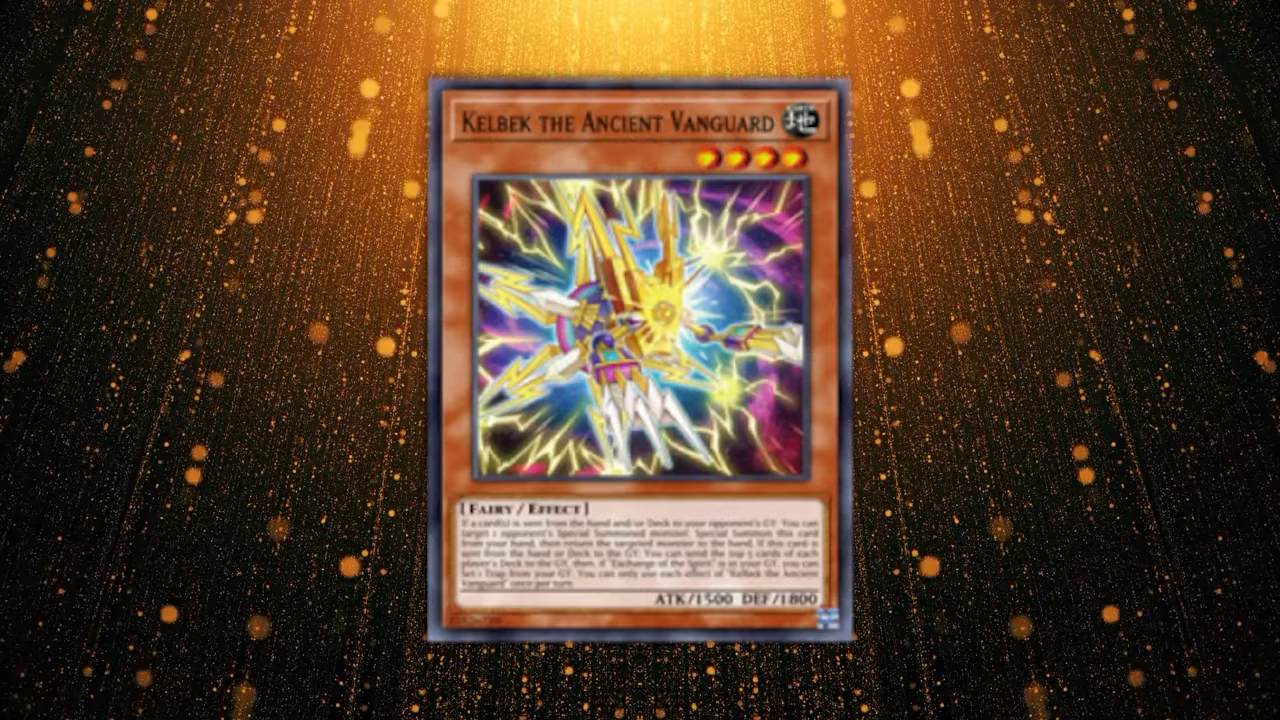 KELBEK THE ANCIENT VANGUARD
[ FAIRY / EFFECT ]
If a card(s) is sent from the hand and/or Deck to your opponent's GY: You can
target 1 opponent's Special Summoned monster; Special Summon this card
from your hand, then return the targeted monster to the hand. If this card is
sent from the hand or Deck to the GY: You can send the top 5 cards of each
player's Deck to the GY, then, if "Exchange of the Spirit" is in your GY, you can
Set 1 Trap from your GY. You can only use each effect of "Kelbek the Ancient
Vanguard" once per turn.
ATK/1500 DEF/1800